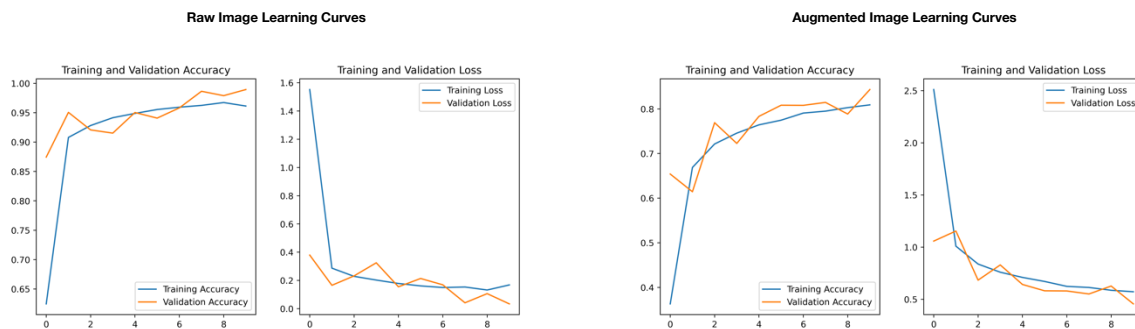 Raw Image Learning Curves
Augmented Image Learning Curves
Training and Validation Accuracy
1.00
0.95
0.90
0.85
0.80
0.75
0.70
0.65
0 2 4 6 8
Training Accuracy
Validation Accuracy
Training and Validation Loss
1.6
1.4
1.2
1.0
0.8
0.6
0.4
0.2
0.0
0 2 4 6 8
Training Loss
Validation Loss
Training and Validation Accuracy
0.8
0.7
0.6
0.5
0.4
0 2 4 6 8
Training Accuracy
Validation Accuracy
Training and Validation Loss
2.5
2.0
1.5
1.0
0.5
0 2 4 6 8
Training Loss
Validation Loss